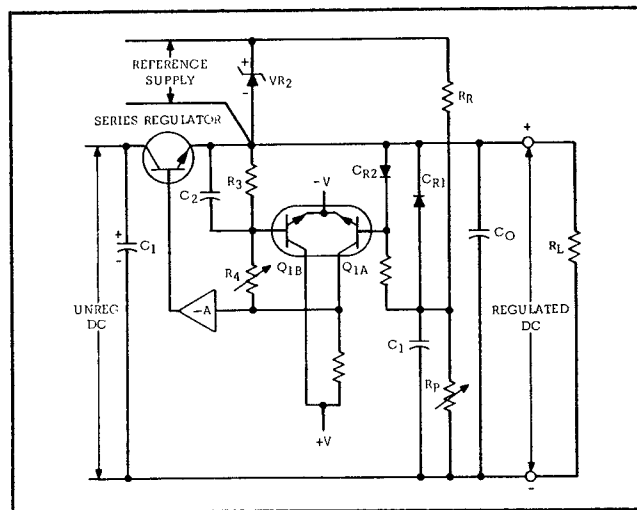 REFERENCE
SUPPLY
+
-
VR2
RR
SERIES REGULATOR
+
R3
CR2
CR1
C2
-V
+
-
C1
R4
Q1B
Q1A
CO
RL
UNREG
DC
-A
C1
REGULATED
DC
RP
+V
-